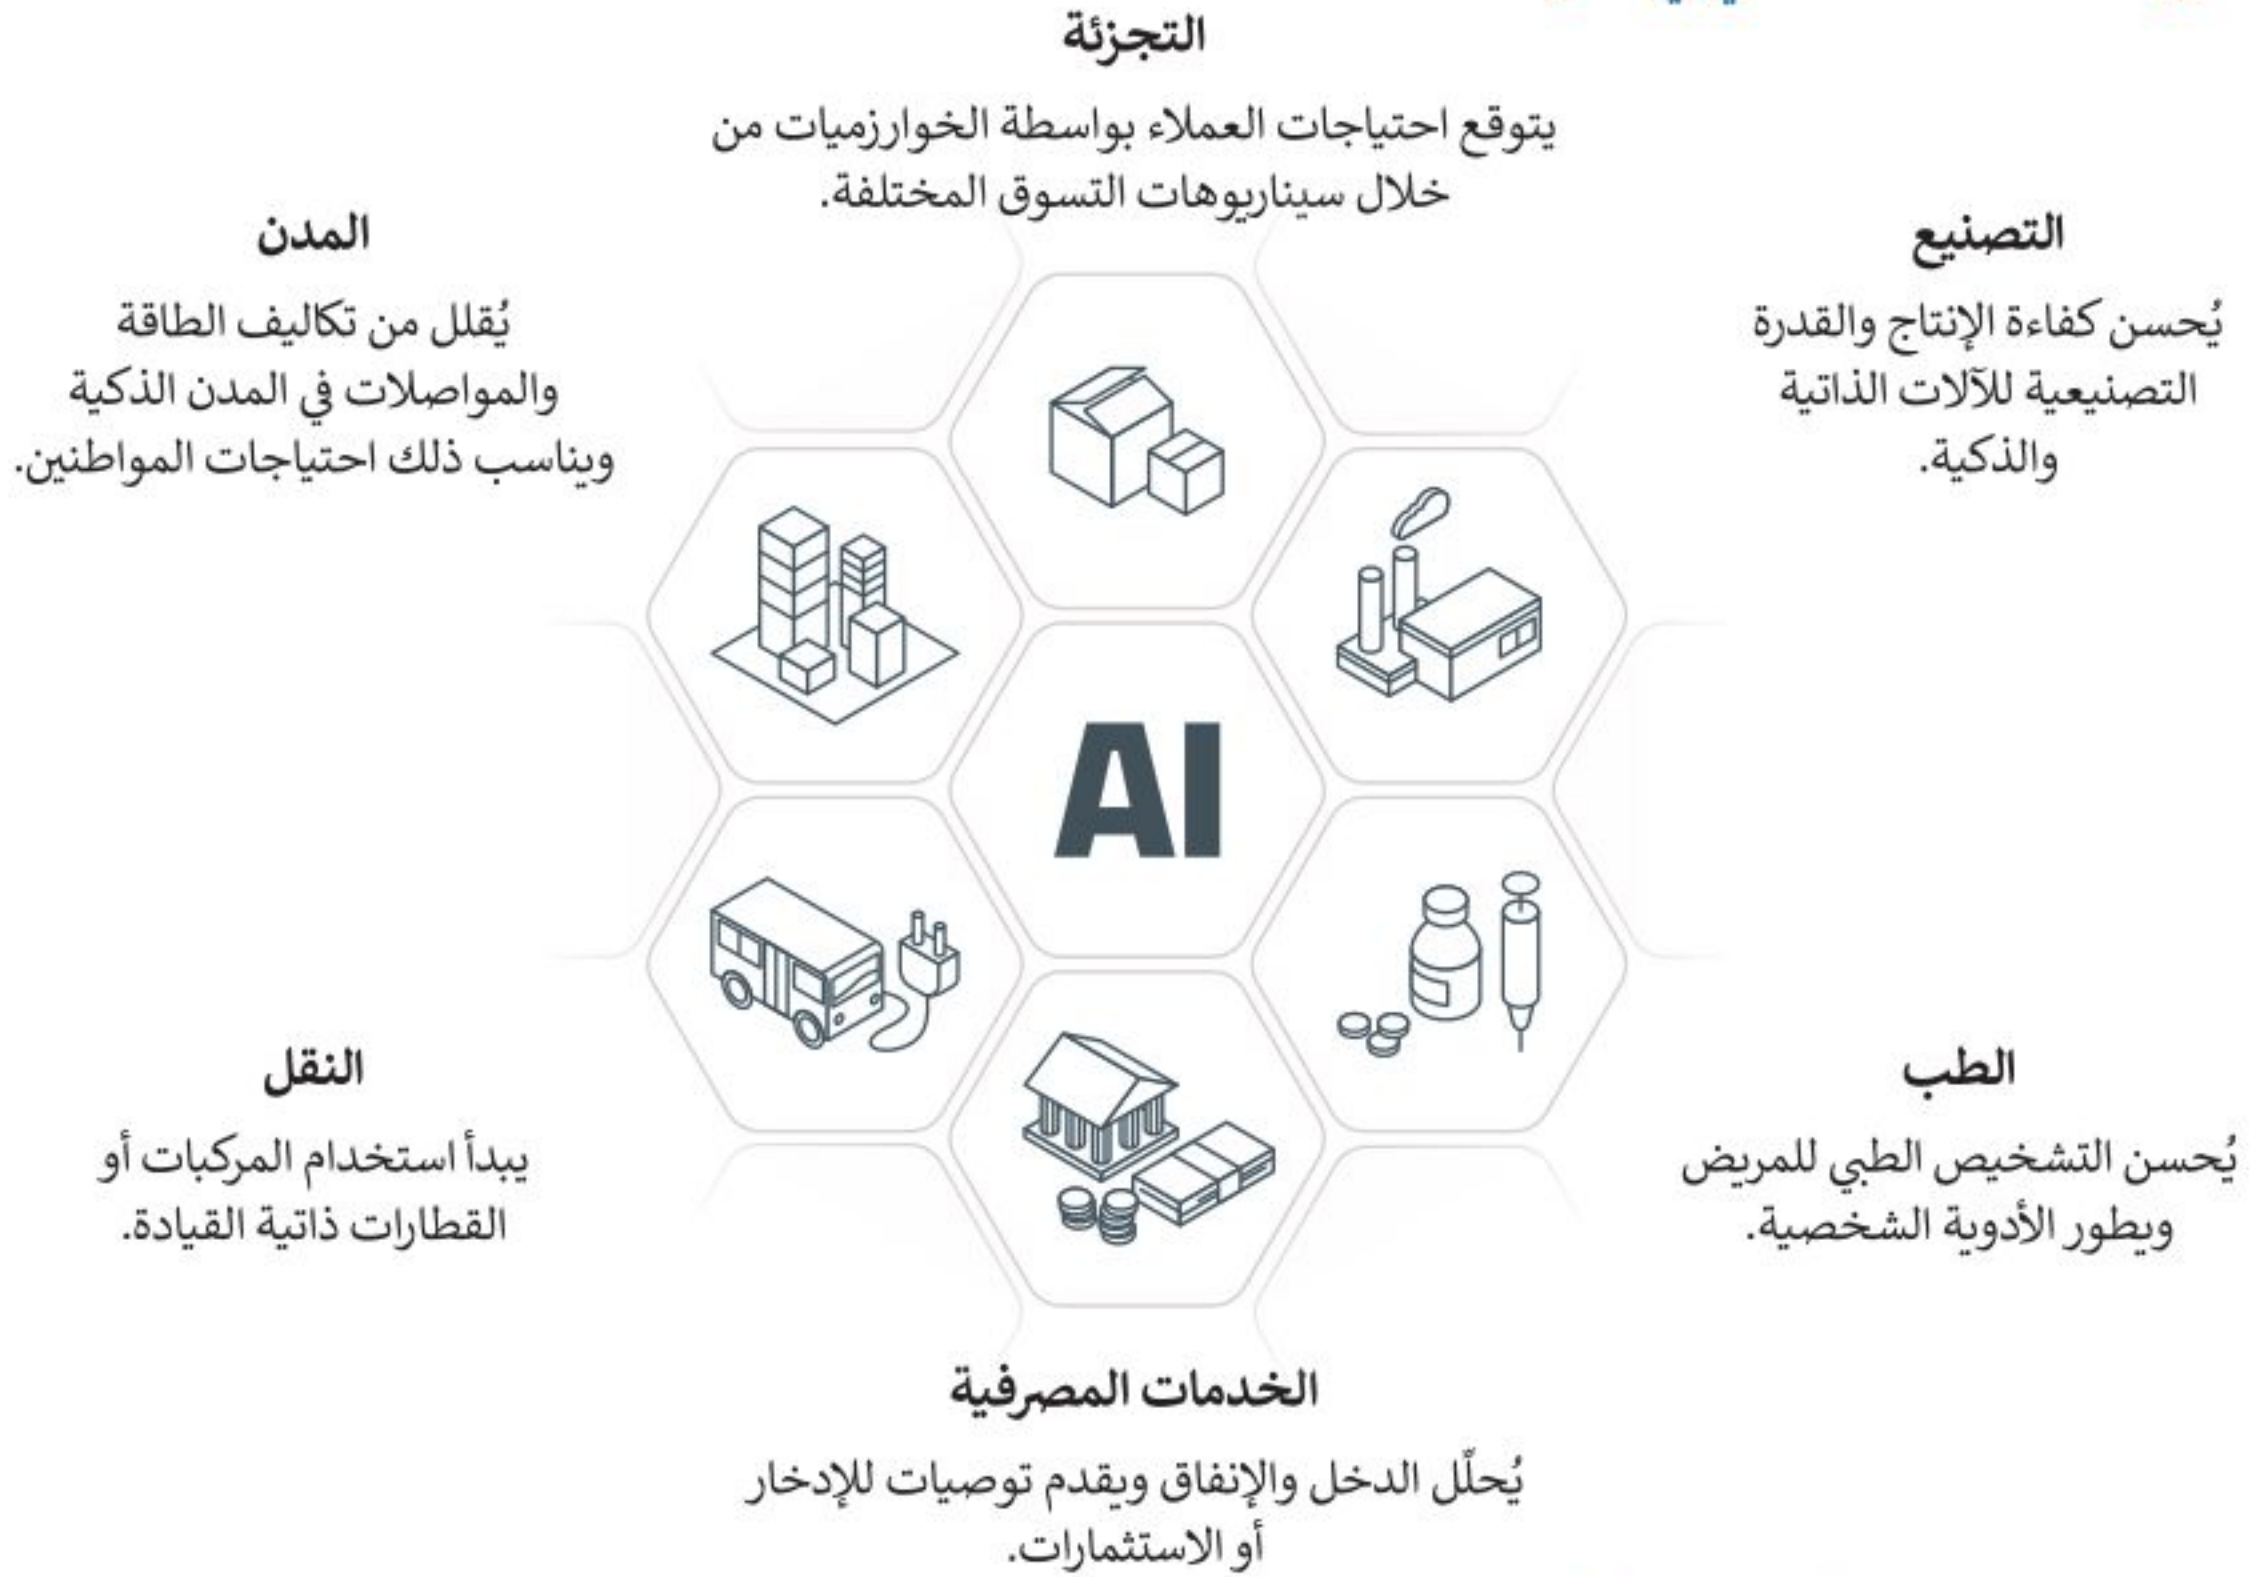 التجزئة
يتوقع احتياجات العملاء بواسطة الخوارزميات من
خلال سيناريوهات التسوق المختلفة.
التصنيع
يُحسن كفاءة الإنتاج والقدرة
التصنيعية للآلات الذاتية
والذكية.
المدن
يُقلل من تكاليف الطاقة
والمواصلات في المدن الذكية
ويناسب ذلك احتياجات المواطنين.
AI
الطب
يُحسن التشخيص الطبي للمريض
ويطور الأدوية الشخصية.
النقل
يبدأ استخدام المركبات أو
القطارات ذاتية القيادة.
الخدمات المصرفية
يُحلّل الدخل والإنفاق ويقدم توصيات للإدخار
أو الاستثمارات.